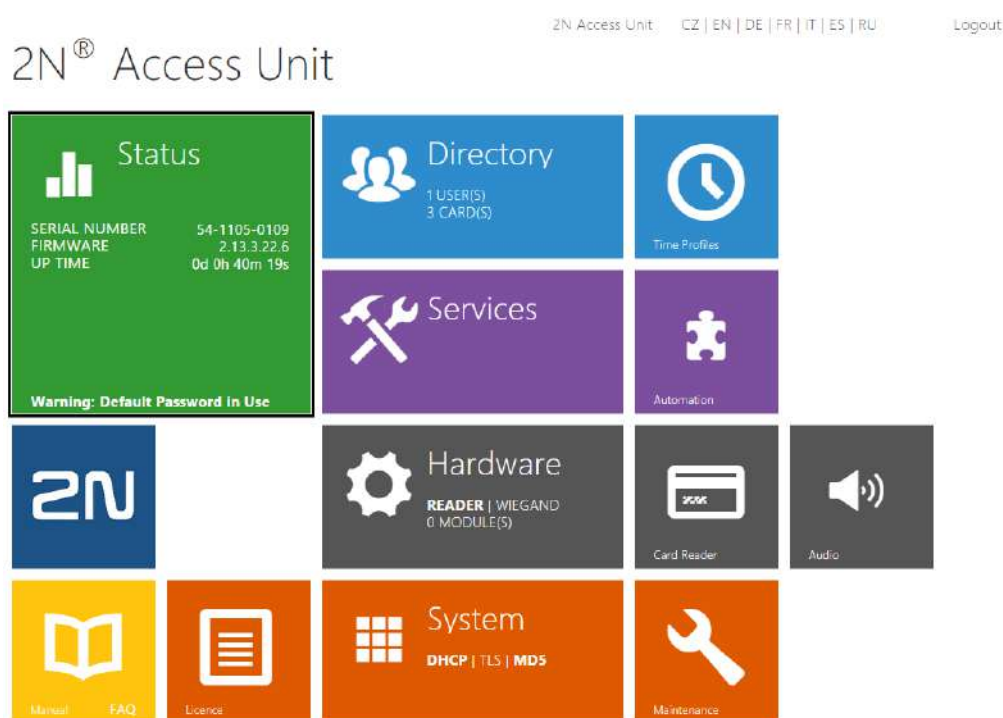 2N Access Unit CZ | EN | DE | FR | IT | ES | RU Logout
2N® Access Unit
Status
SERIAL NUMBER 54-1105-0109
FIRMWARE 2.13.3.22.6
UP TIME 0d 0h 40m 19s
Warning: Default Password in Use
Directory
1 USER(S)
3 CARD(S)
Time Profiles
Services
Automation
2N
Hardware
READER | WIEGAND
0 MODULE(S)
Card Reader
Audio
Manual FAQ
Licence
System
DHCP | TLS | MD5
Maintenance